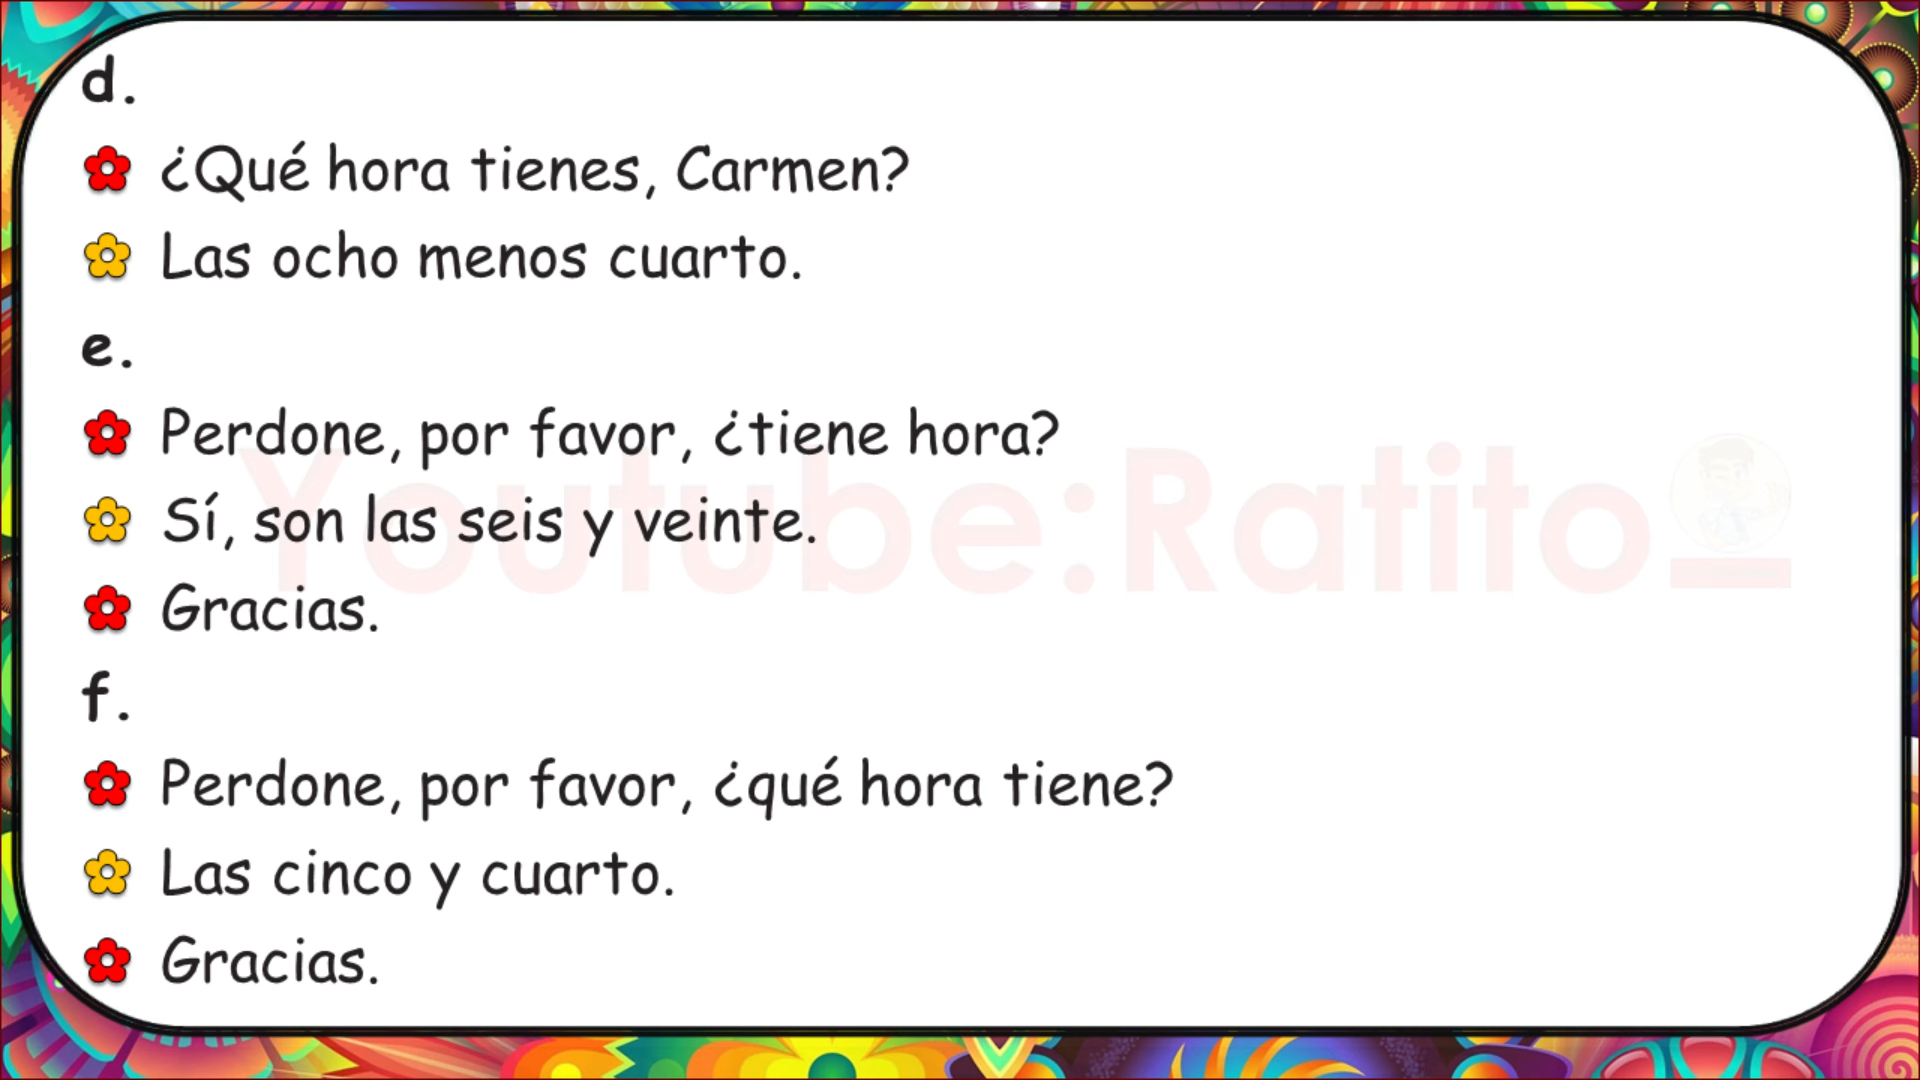 d.
¿Qué hora tienes, Carmen?
Las ocho menos cuarto.
e.
Perdone, por favor, ¿tiene hora?
Sí, son las seis y veinte.
Youtube:Ratito
Gracias.
f.
Perdone, por favor, ¿qué hora tiene?
Las cinco y cuarto.
Gracias.